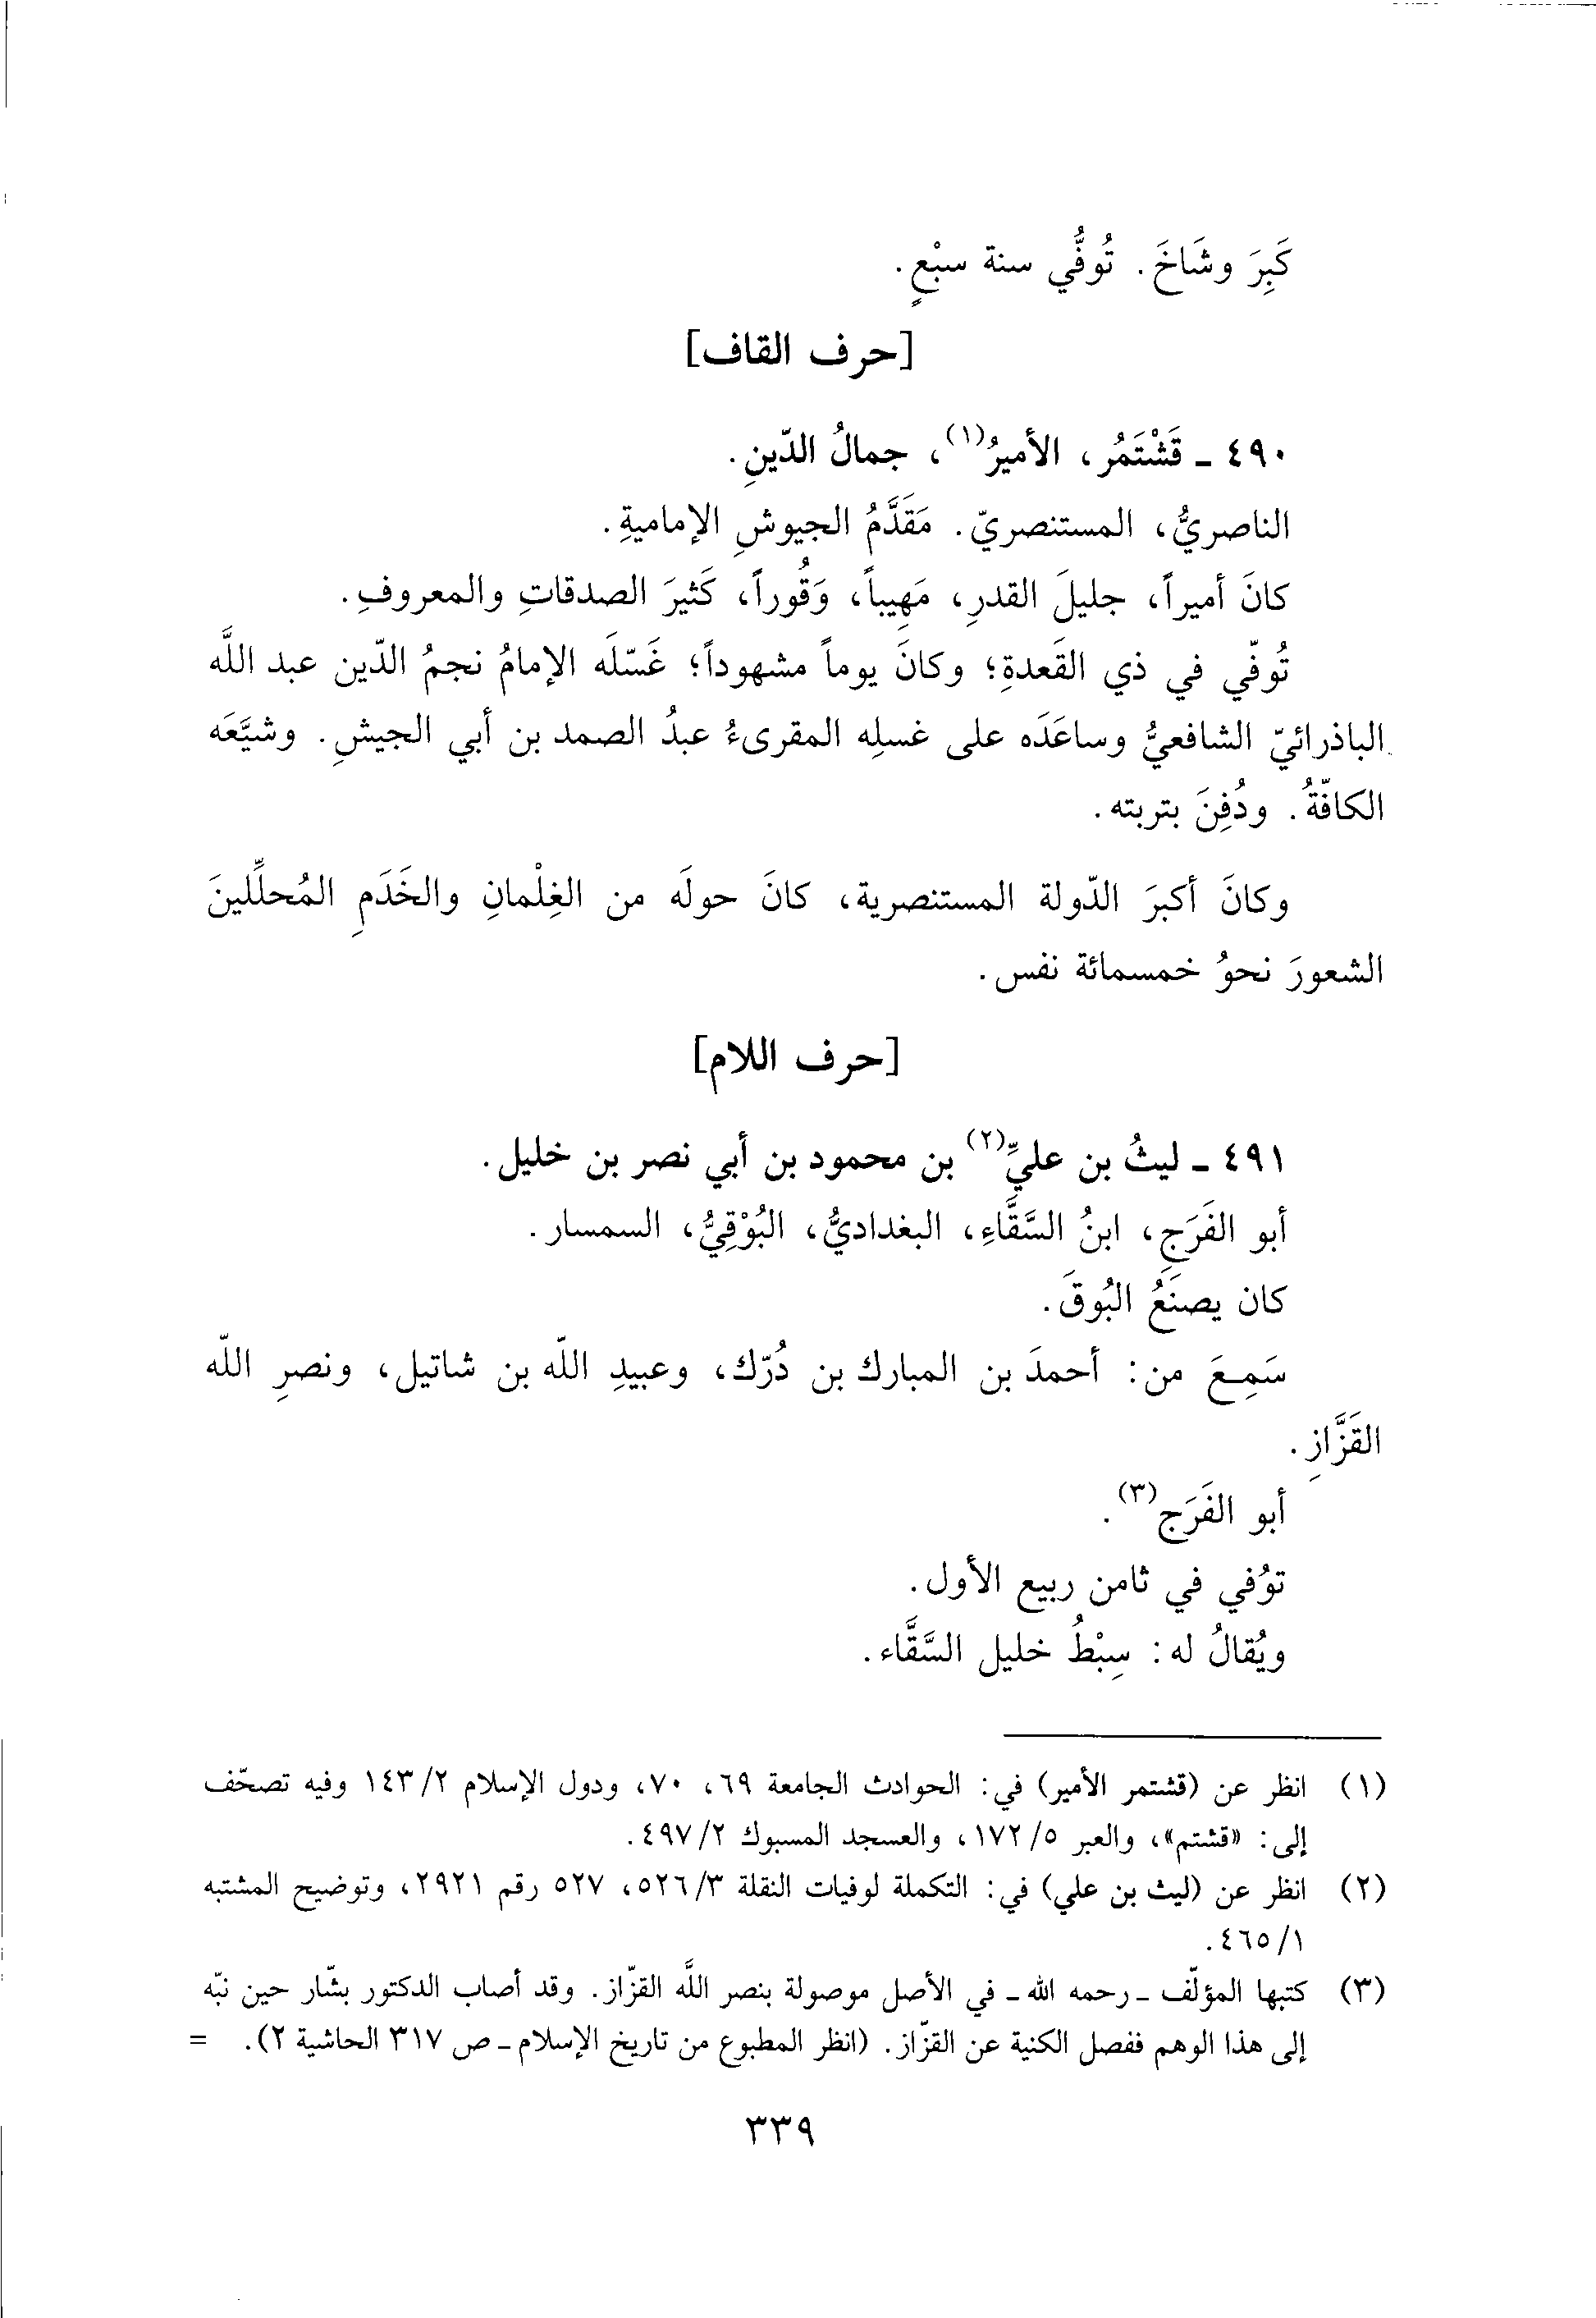 كَبِرَ وشَاخَ. تُوفُّي سنة سبْعٍ.
[حرف القاف]
٤٩٠ ـ قَشْتَمُر، الأميرُ(١)، جمالُ الدّينِ.
الناصريُّ، المستنصريّ. مَقَدَّمُ الجيوشِ الإماميةِ.
كانَ أميراً، جليلَ القدرِ، مَهِيباً، وَقُوراً، كَثيرَ الصدقاتِ والمعروفِ.
تُوفّي في ذي القَعدةِ؛ وكانَ يوماً مشهوداً؛ غَسّلَه الإمامُ نجمُ الدّين عبد اللَّه
الباذرائيّ الشافعيُّ وساعَدَه على غسلِه المقرىءُ عبدُ الصمد بن أبي الجيشِ. وشيَّعَه
الكافّةُ. ودُفِنَ بتربته.
وكانَ أكبرَ الدّولة المستنصرية، كانَ حولَه من الغِلْمانِ والخَدَمِ المُحلِّلينَ
الشعورَ نحوُ خمسمائة نفس.
[حرف اللام]
٤٩١ ـ ليثُ بن عليِّ(٢) بن محمود بن أبي نصر بن خليل.
أبو الفَرَجِ، ابنُ السَّقَّاءِ، البغداديُّ، البُوْقِيُّ، السمسار.
كان يصنَعُ البُوقَ.
سَمِعَ من: أحمدَ بن المبارك بن دُرّك، وعبيدِ اللّه بن شاتيل، ونصرِ اللّه
القَزَّازِ.
أبو الفَرَج(٣).
توُفي في ثامن ربيع الأول.
ويُقالُ له: سِبْطُ خليل السَّقَّاء.
(١) انظر عن (قشتمر الأمير) في: الحوادث الجامعة ٦٩، ٧٠، ودول الإسلام ١٤٣/٢ وفيه تصحّف
إلى: «قشتم»، والعبر ١٧٢/٥، والعسجد المسبوك ٤٩٧/٢.
(٢) انظر عن (ليث بن علي) في: التكملة لوفيات النقلة ٥٢٦/٣، ٥٢٧ رقم ٢٩٢١، وتوضيح المشتبه
٤٦٥/١.
(٣) كتبها المؤلّف ـ رحمه الله ـ في الأصل موصولة بنصر اللَّه القزّاز. وقد أصاب الدكتور بشّار حين نبّه
إلى هذا الوهم ففصل الكنية عن القزّاز. (انظر المطبوع من تاريخ الإسلام ـ ص ٣١٧ الحاشية ٢). =
٣٣٩